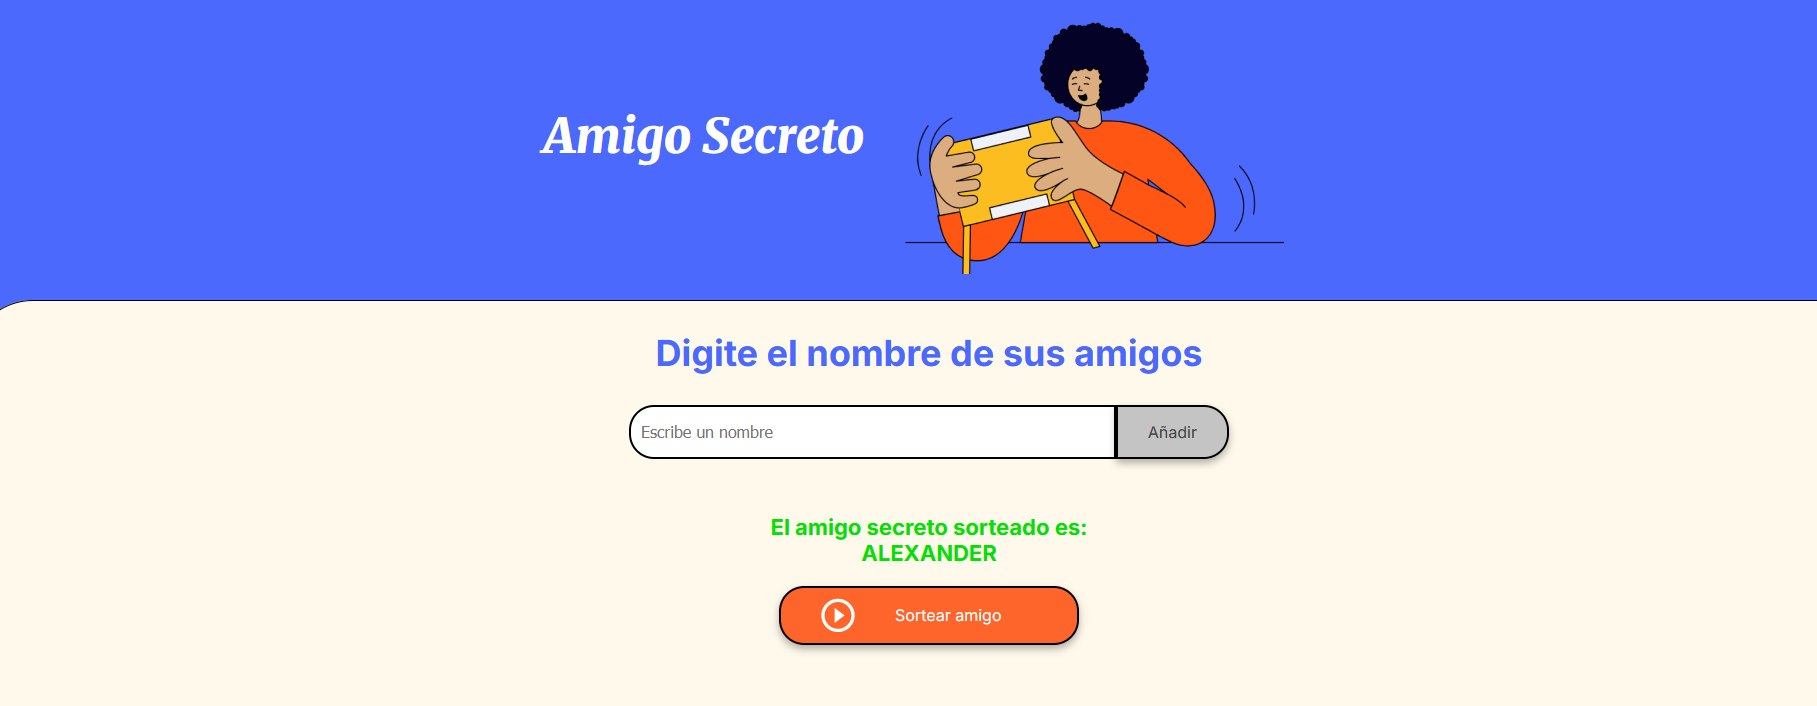 Amigo Secreto
Digite el nombre de sus amigos
Escribe un nombre
Añadir
El amigo secreto sorteado es:
ALEXANDER
Sortear amigo